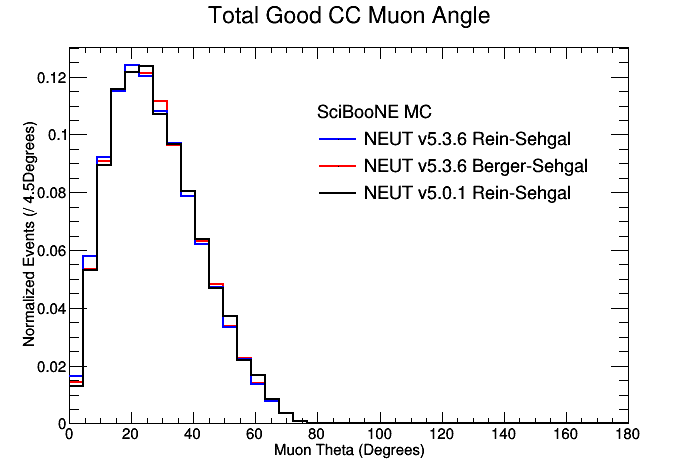 Total Good CC Muon Angle
Normalized Events (/ 4.5Degrees)
0.12
0.1
0.08
0.06
0.04
0.02
0
SciBooNE MC
NEUT v5.3.6 Rein-Sehgal
NEUT v5.3.6 Berger-Sehgal
NEUT v5.0.1 Rein-Sehgal
0 20 40 60 80 100 120 140 160 180
Muon Theta (Degrees)